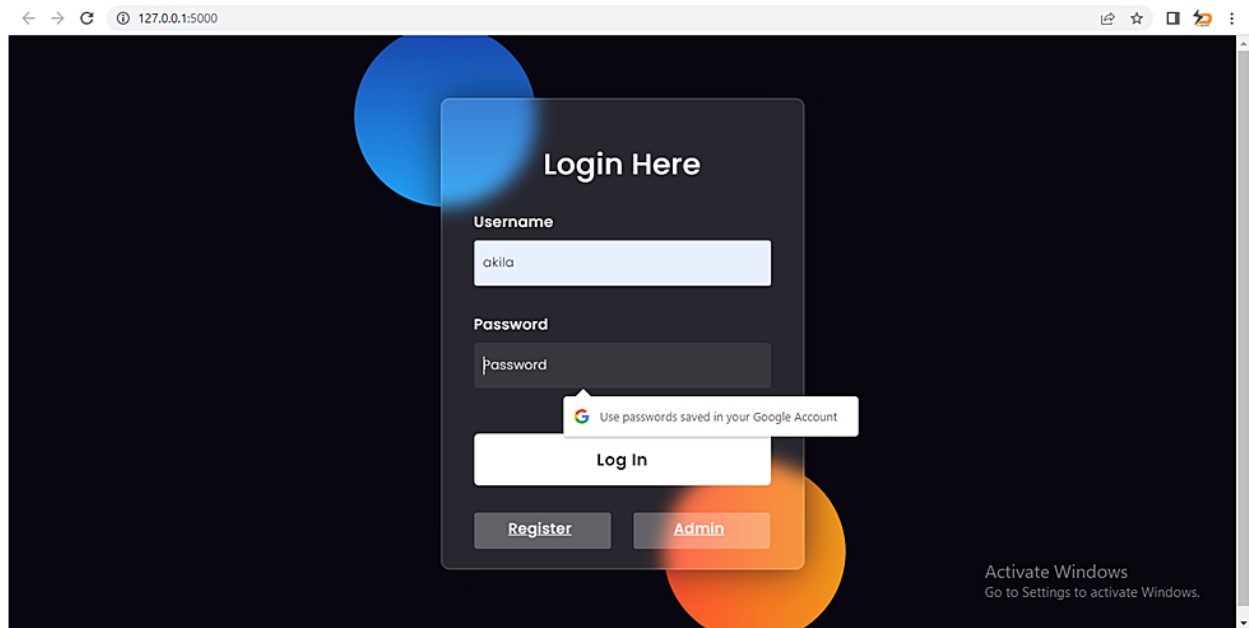 127.0.0.1:5000
Login Here
Username
akila
Password
Password
Use passwords saved in your Google Account
Log In
Register Admin
Activate Windows
Go to Settings to activate Windows.